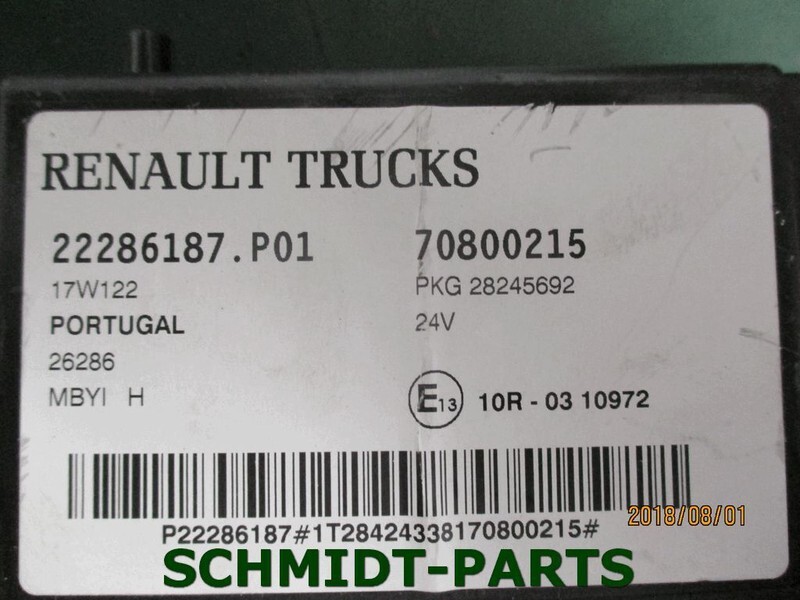 RENAULT TRUCKS
22286187.P01 70800215
17W122 PKG 28245692
PORTUGAL 24V
26286
MBYI H E13 10R - 03 10972
P22286187#1T28424338170800215#
2018/08/01
SCHMIDT-PARTS